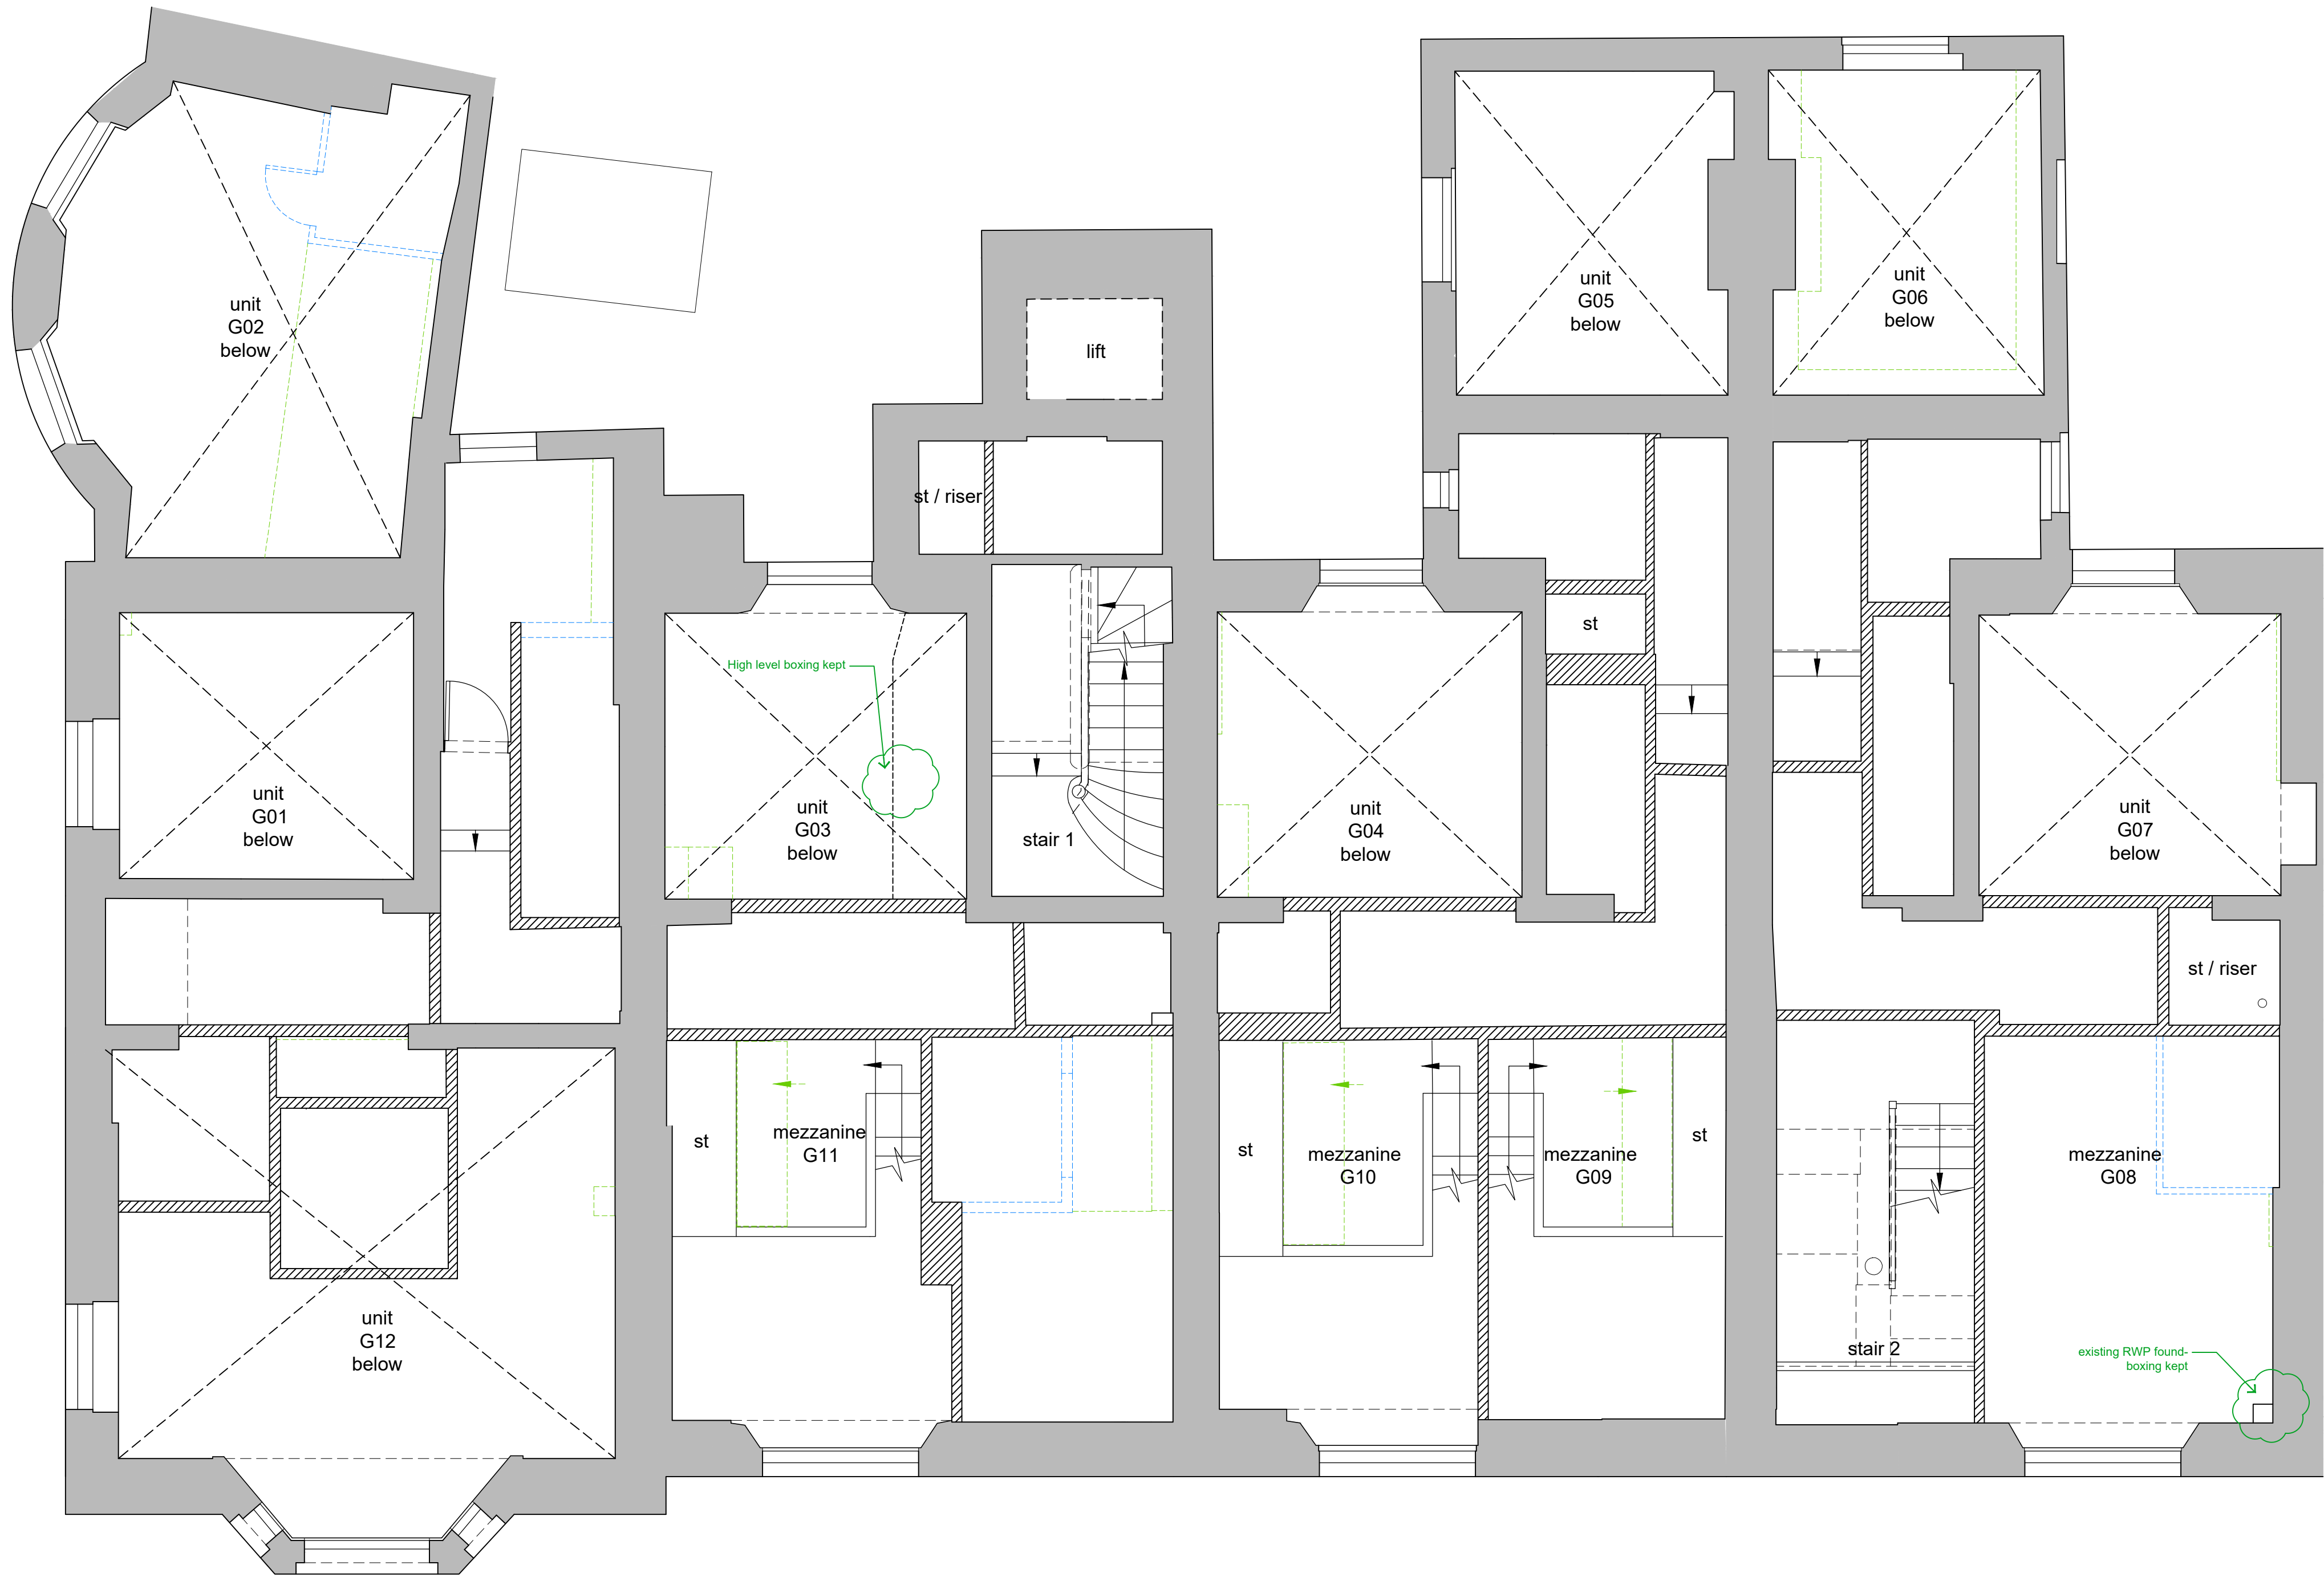 unit
G02
below
unit
G05
below
unit
G06
below
lift
st / riser
st
High level boxing kept
unit
G01
below
unit
G03
below
stair 1
unit
G04
below
unit
G07
below
st / riser
st
mezzanine
G11
st
mezzanine
G10
mezzanine
G09
st
mezzanine
G08
unit
G12
below
stair 2
existing RWP found-
boxing kept